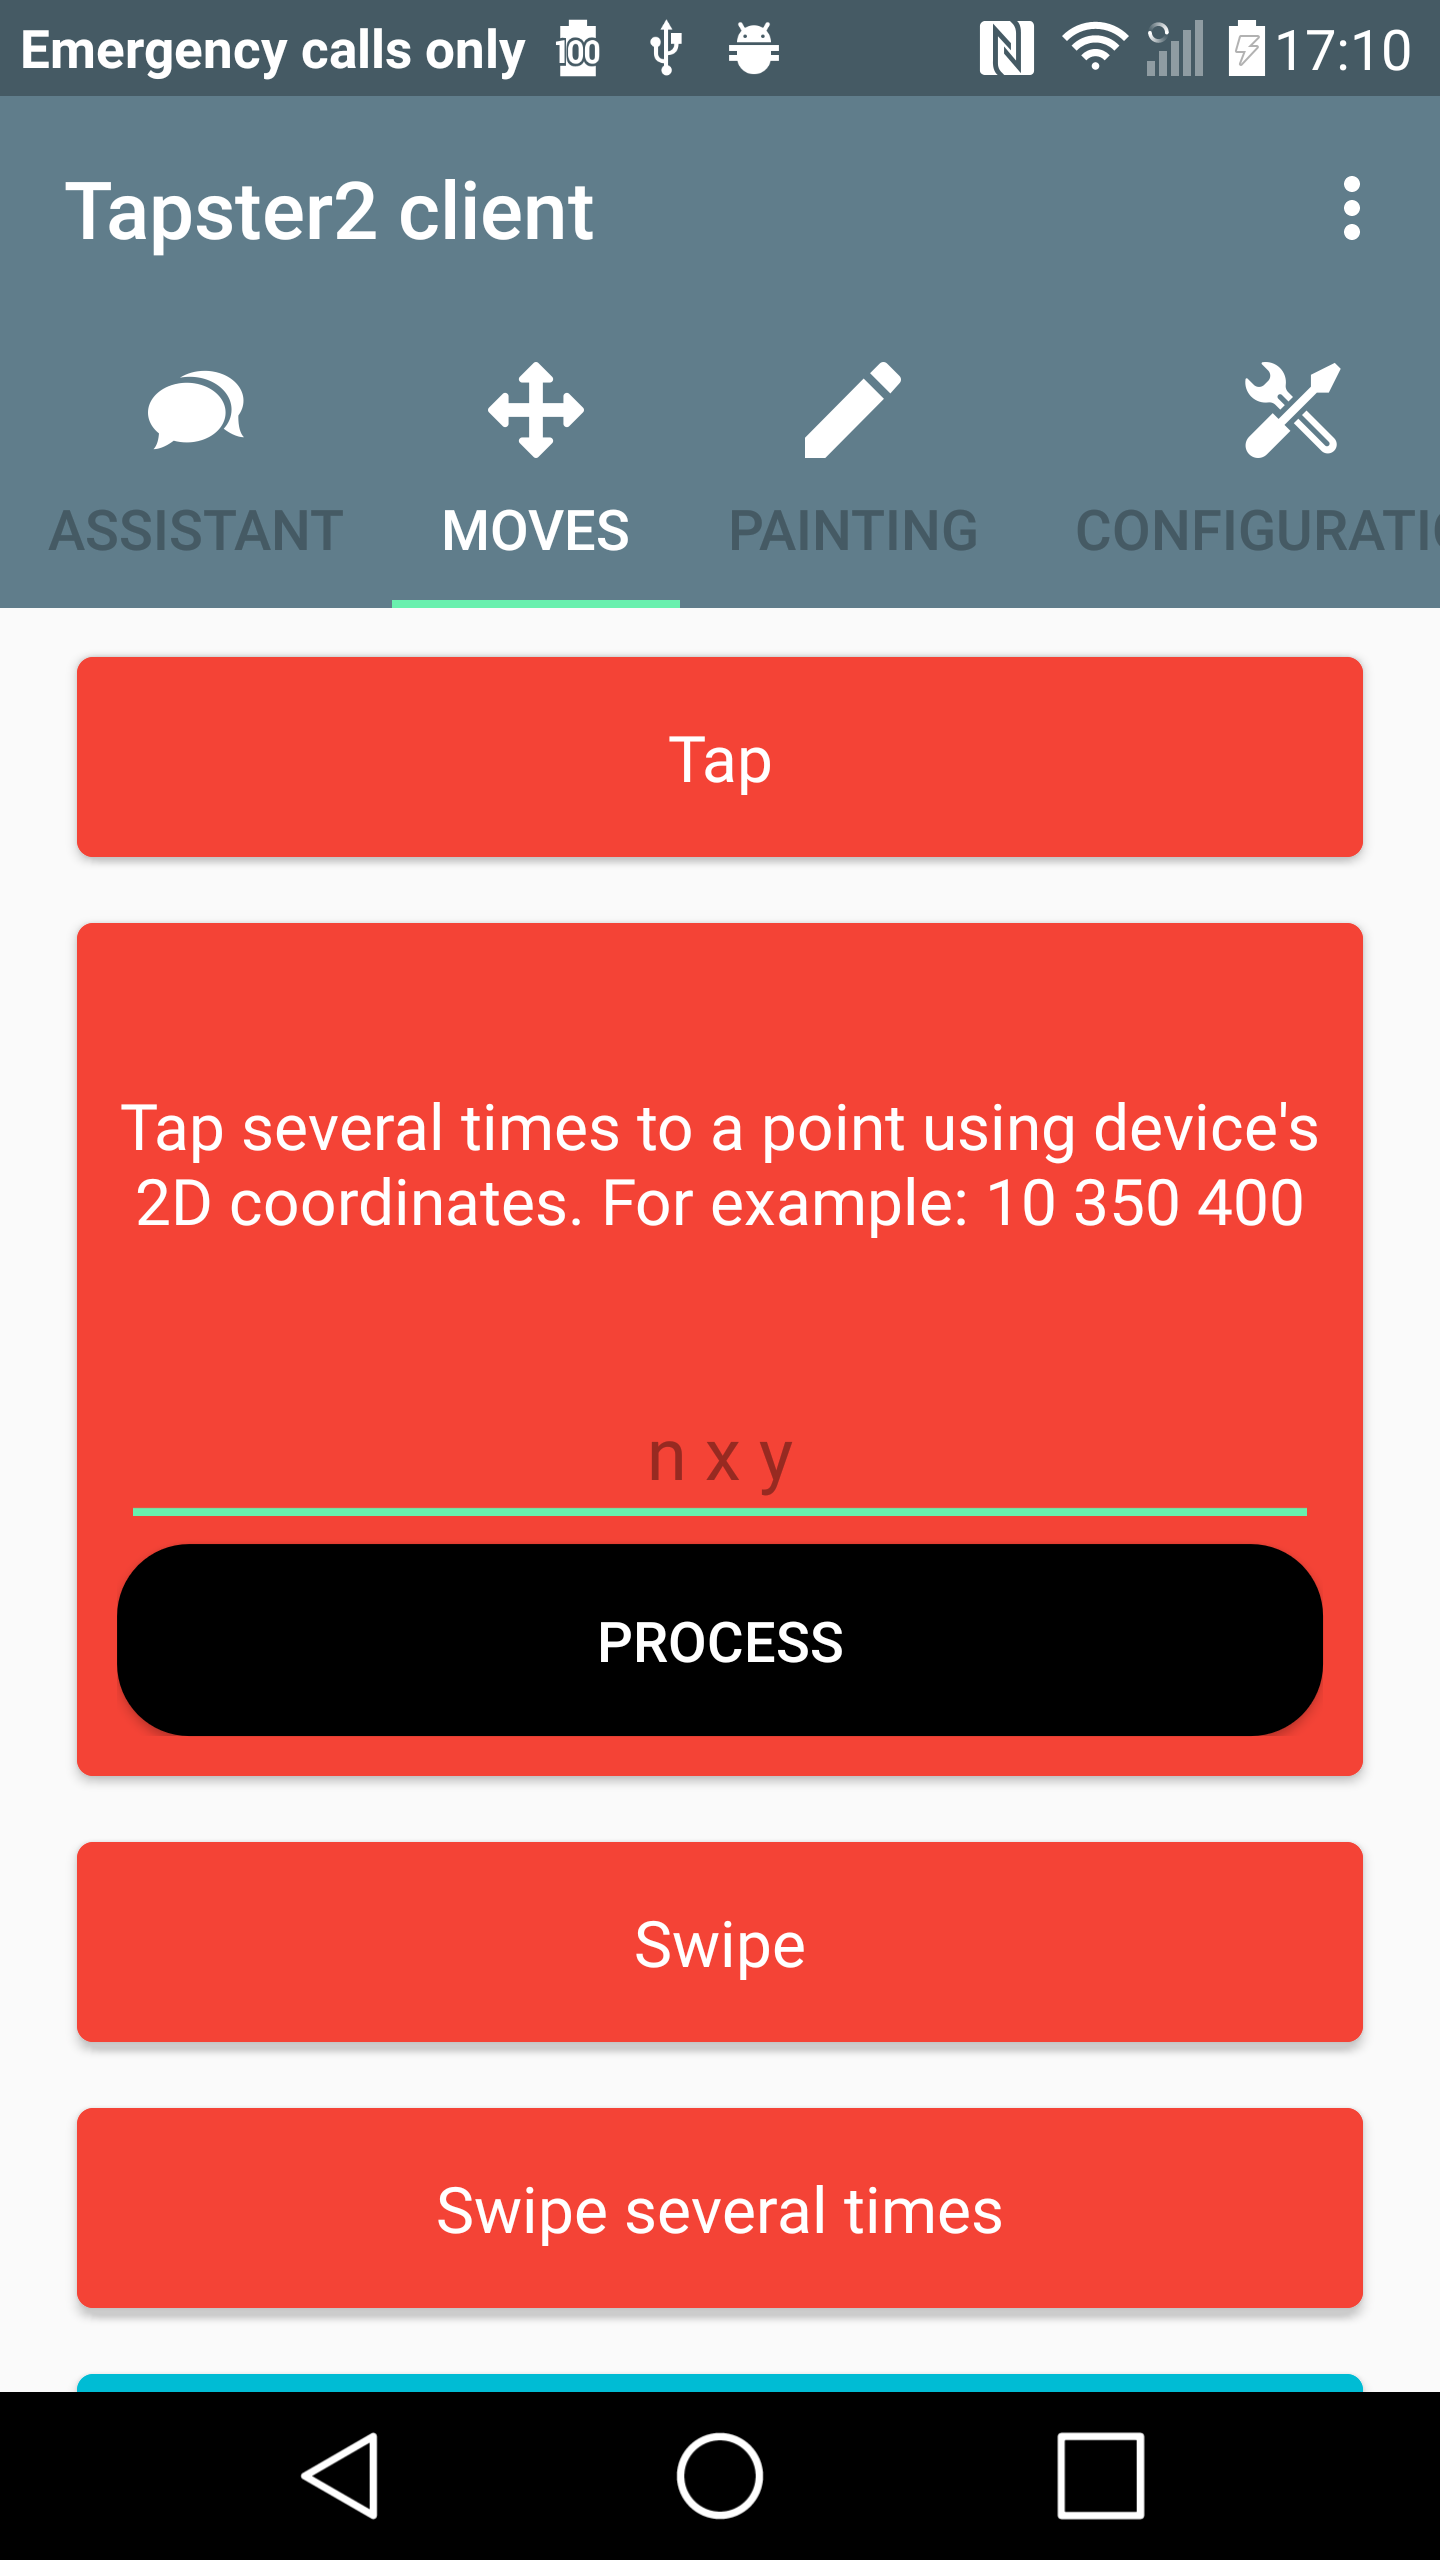 Emergency calls only 100 17:10
Tapster2 client
ASSISTANT MOVES PAINTING CONFIGURATIO
Tap
Tap several times to a point using device's
2D coordinates. For example: 10 350 400
n x y
PROCESS
Swipe
Swipe several times